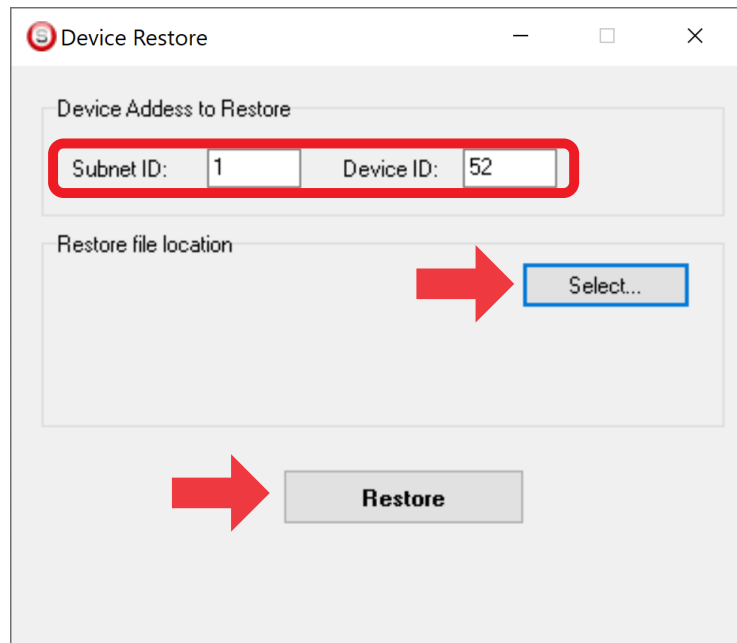 S Device Restore
Device Addess to Restore
Subnet ID: 1 Device ID: 52
Restore file location
Select...
Restore